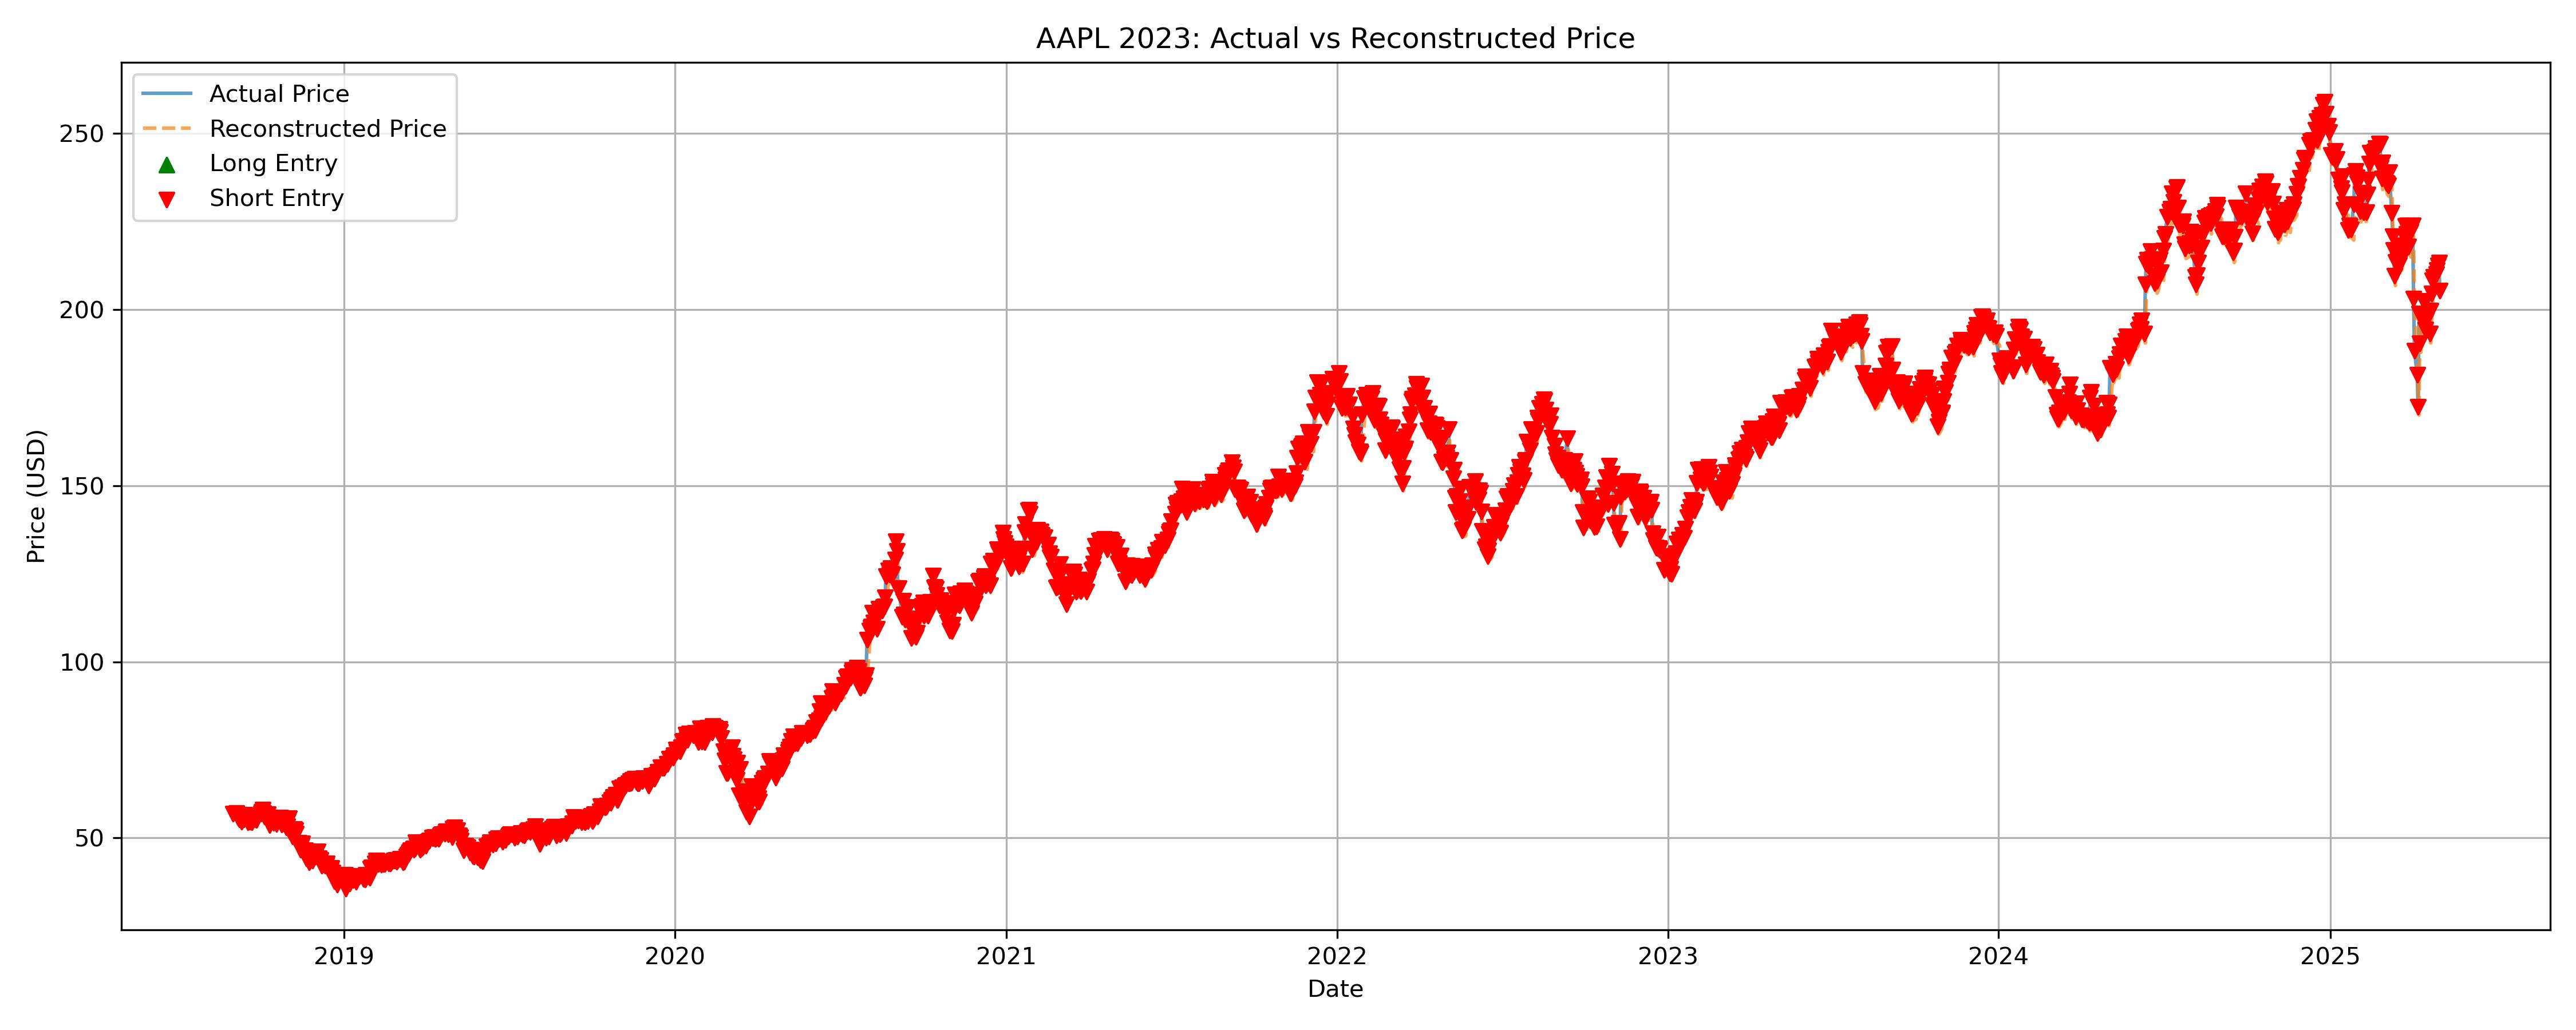 AAPL 2023: Actual vs Reconstructed Price
Actual Price
Reconstructed Price
Long Entry
Short Entry
250
200
150
100
50
Price (USD)
2019 2020 2021 2022 2023 2024 2025
Date